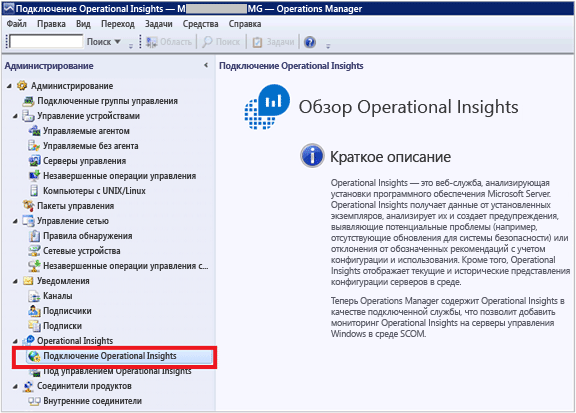 Подключение Operational Insights — M MG — Operations Manager
Файл Правка Вид Переход Задачи Средства Справка
Поиск Область Поиск Задачи
Администрирование
Администрирование
Подключенные группы управления
Управление устройствами
Управляемые агентом
Управляемые без агента
Серверы управления
Незавершенные операции управления
Компьютеры с UNIX/Linux
Пакеты управления
Управление сетью
Правила обнаружения
Сетевые устройства
Незавершенные операции управления с...
Уведомления
Каналы
Подписчики
Подписки
Operational Insights
Подключение Operational Insights
Под управлением Operational Insights
Соединители продуктов
Внутренние соединители
Подключение Operational Insights
Обзор Operational Insights
Краткое описание
Operational Insights — это веб-служба, анализирующая
установки программного обеспечения Microsoft Server.
Operational Insights получает данные от установленных
экземпляров, анализирует их и создает предупреждения,
выявляющие потенциальные проблемы (например,
отсутствующие обновления для системы безопасности) или
отклонения от обозначенных рекомендаций с учетом
конфигурации и использования. Кроме того, Operational
Insights отображает текущие и исторические представления
конфигурации серверов в среде.
Теперь Operations Manager содержит Operational Insights в
качестве подключенной службы, что позволит добавить
мониторинг Operational Insights на серверы управления
Windows в среде SCOM.